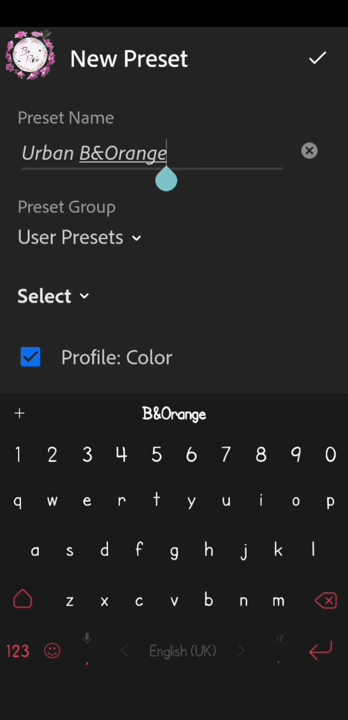 New Preset
Preset Name
Urban B&Orange
Preset Group
User Presets
Select
Profile: Color
+ B&Orange
1 2 3 4 5 6 7 8 9 0
q w e r t y u i o p
a s d f g h j k l
z x c v b n m
123 , English (UK) !? .